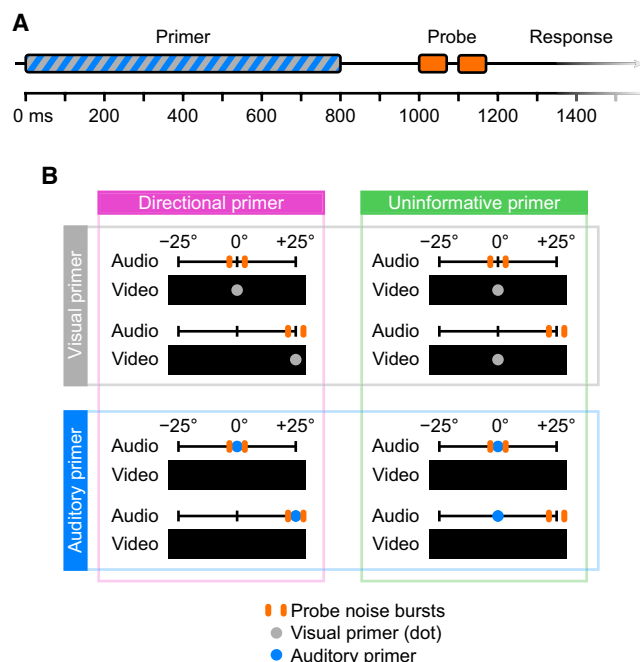 A
Primer Probe Response
0 ms 200 400 600 800 1000 1200 1400
B
Directional primer Uninformative primer
Visual primer
−25° 0° +25° −25° 0° +25°
Audio Audio
Video Video
Audio Audio
Video Video
Auditory primer
−25° 0° +25° −25° 0° +25°
Audio Audio
Video Video
Audio Audio
Video Video
Probe noise bursts
Visual primer (dot)
Auditory primer